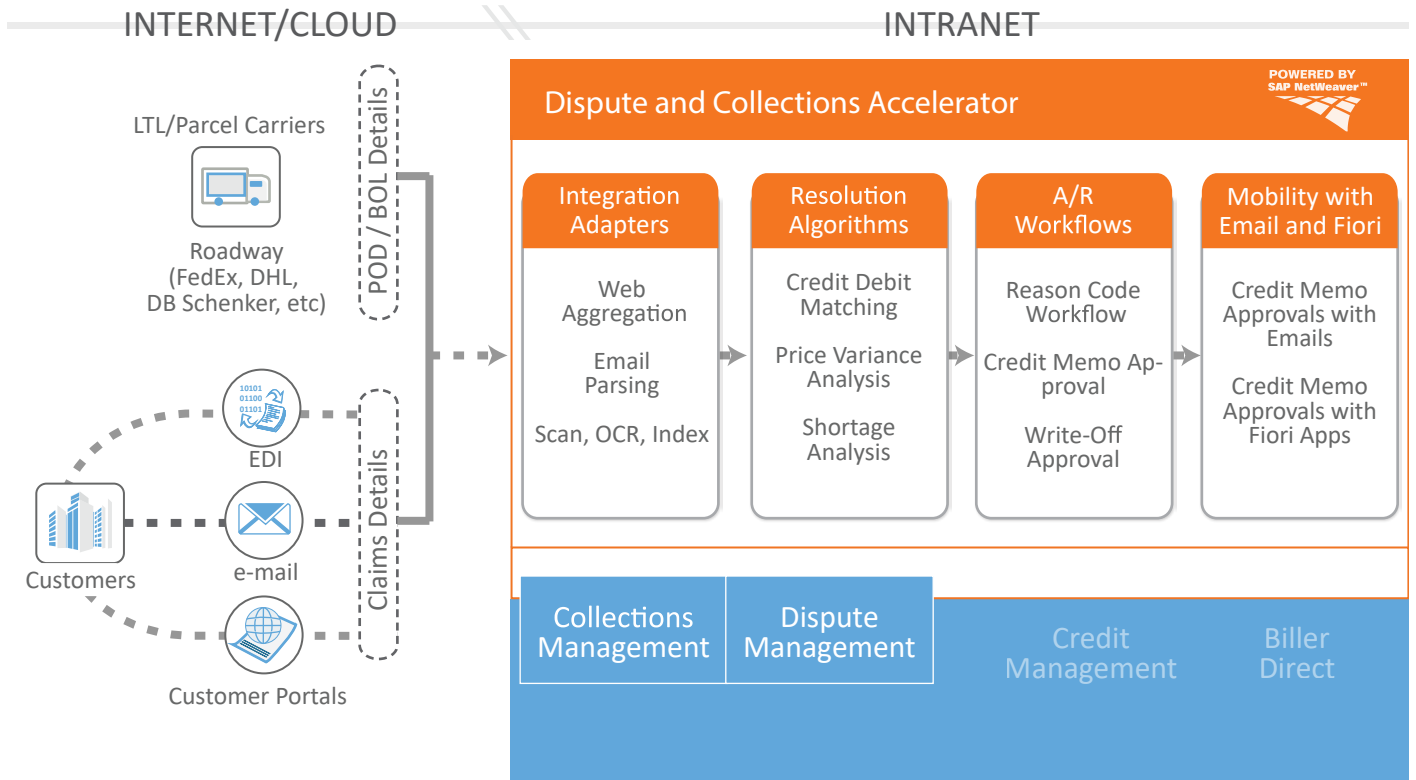 INTERNET/CLOUD
INTRANET
LTL/Parcel Carriers
Roadway
(FedEx, DHL,
DB Schenker, etc)
POD / BOL Details
10101
01100
01101
EDI
e-mail
Customers
Customer Portals
Claims Details
Dispute and Collections Accelerator
POWERED BY
SAP NetWeaver™
Integration
Adapters
Web
Aggregation
Email
Parsing
Scan, OCR, Index
Resolution
Algorithms
Credit Debit
Matching
Price Variance
Analysis
Shortage
Analysis
A/R
Workflows
Reason Code
Workflow
Credit Memo Ap-
proval
Write-Off
Approval
Mobility with
Email and Fiori
Credit Memo
Approvals with
Emails
Credit Memo
Approvals with
Fiori Apps
Collections
Management
Dispute
Management
Credit
Management
Biller
Direct